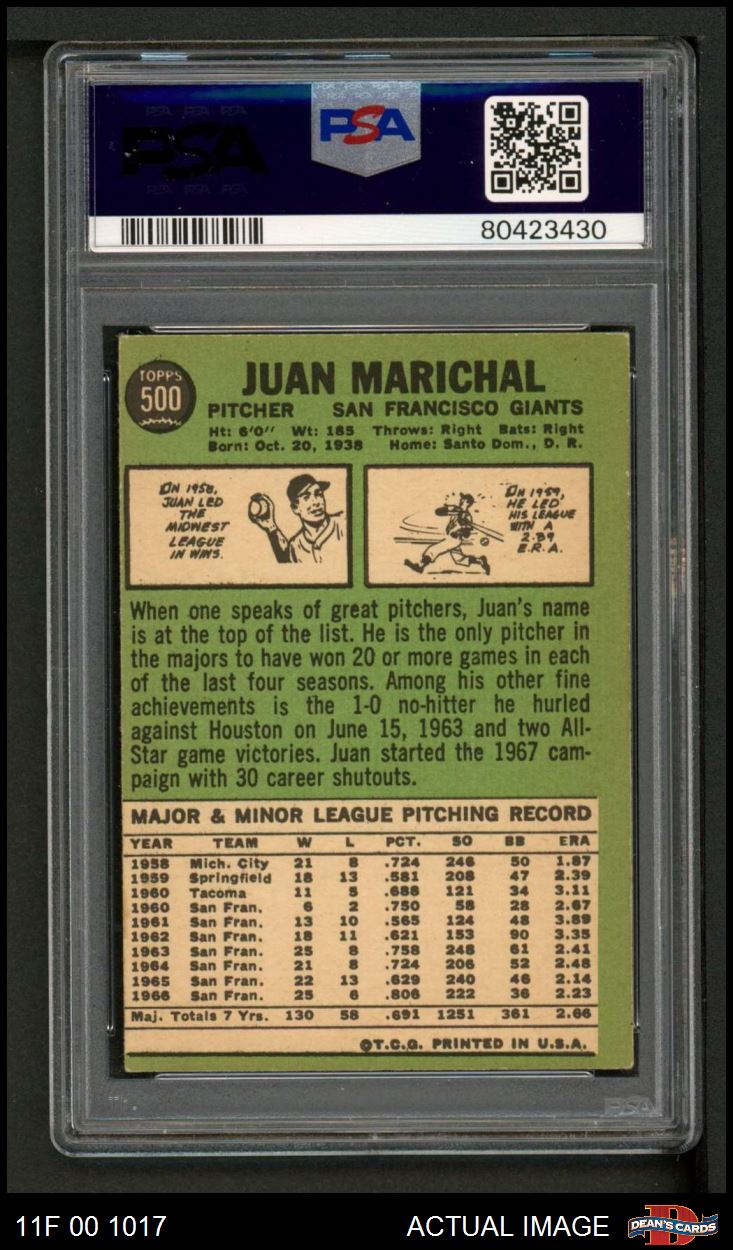 PSA PSA PSA
PSA
PSA PSA PSA
PSA
80423430
TOPPS
500
JUAN MARICHAL
PITCHER SAN FRANCISCO GIANTS
Ht: 6'0" Wt: 185 Throws: Right Bats: Right
Born: Oct. 20, 1938 Home: Santo Dom., D. R.
IN 1958,
JUAN LED
THE
MIDWEST
LEAGUE
IN WINS.
IN 1959,
HE LED
HIS LEAGUE
WITH A
2.39
E.R.A.
When one speaks of great pitchers, Juan's name
is at the top of the list. He is the only pitcher in
the majors to have won 20 or more games in each
of the last four seasons. Among his other fine
achievements is the 1-0 no-hitter he hurled
against Houston on June 15, 1963 and two All-
Star game victories. Juan started the 1967 cam-
paign with 30 career shutouts.
MAJOR & MINOR LEAGUE PITCHING RECORD
YEAR TEAM W L PCT. SO BB ERA
1958 Mich. City 21 8 .724 246 50 1.87
1959 Springfield 18 13 .581 208 47 2.39
1960 Tacoma 11 5 .688 121 34 3.11
1960 San Fran. 6 2 .750 58 28 2.67
1961 San Fran. 13 10 .565 124 48 3.89
1962 San Fran. 18 11 .621 153 90 3.35
1963 San Fran. 25 8 .758 248 61 2.41
1964 San Fran. 21 8 .724 206 52 2.48
1965 San Fran. 22 13 .629 240 46 2.14
1966 San Fran. 25 6 .806 222 36 2.23
Maj. Totals 7 Yrs. 130 58 .691 1251 361 2.66
©T.C.G. PRINTED IN U.S.A.
PSA
11F 00 1017
ACTUAL IMAGE
D
DEAN'S CARDS